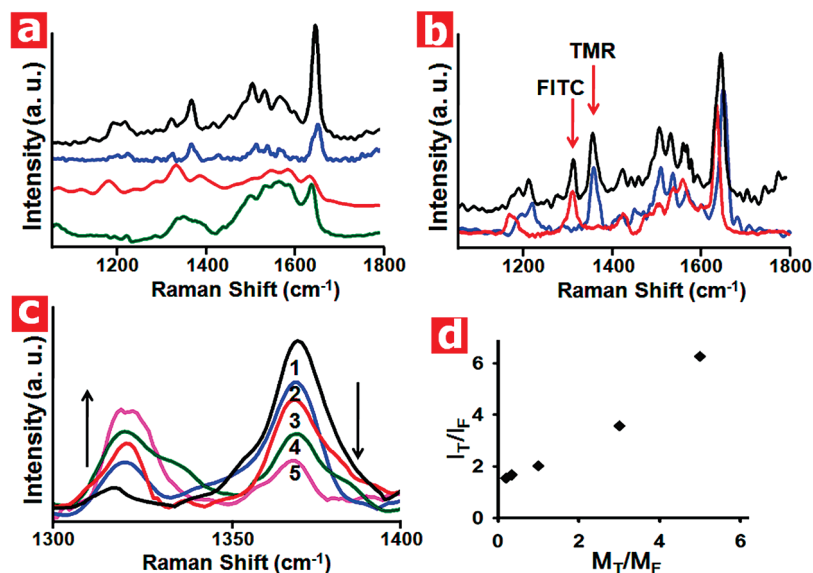 a
Intensity (a. u.)
1200 1400 1600 1800
Raman Shift (cm⁻¹)
b
TMR
FITC
Intensity (a. u.)
1200 1400 1600 1800
Raman Shift (cm⁻¹)
c
Intensity (a. u.)
1
2
3
4
5
1300 1350 1400
Raman Shift (cm⁻¹)
d
I_T/I_F
6
4
2
0
0 2 4 6
M_T/M_F